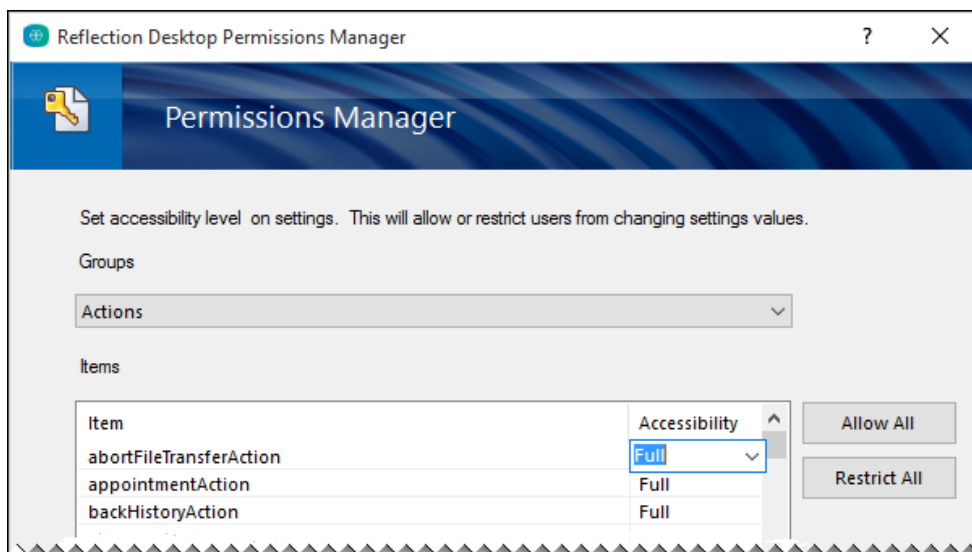 Reflection Desktop Permissions Manager ?
Permissions Manager
Set accessibility level on settings. This will allow or restrict users from changing settings values.
Groups
Actions
Items
Item Accessibility
Allow All
abortFileTransferAction Full
Restrict All
appointmentAction Full
backHistoryAction Full